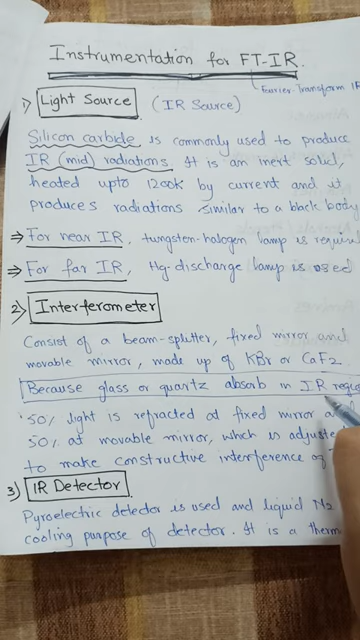 Instrumentation for FT-IR.
Fourier Transform IR
1) Light Source (IR Source)
Silicon carbide is commonly used to produce
IR (mid) radiations. It is an inert solid,
heated upto 1200k by current and it
produces radiations similar to a black body
⇒ For near IR, tungsten-halogen lamp is
⇒ For far IR, Hg-discharge lamp is used
2) Interferometer
Consist of a beam-splitter, fixed mirror and
movable mirror, made up of KBr or CaF2.
Because glass or quartz absorb in IR
50% light is refracted at fixed mirror and
50% at movable mirror, which is adjusted
to make constructive interference of
3) IR Detector
Pyroelectric detector is used and liquid N2
cooling purpose of detector. It is a